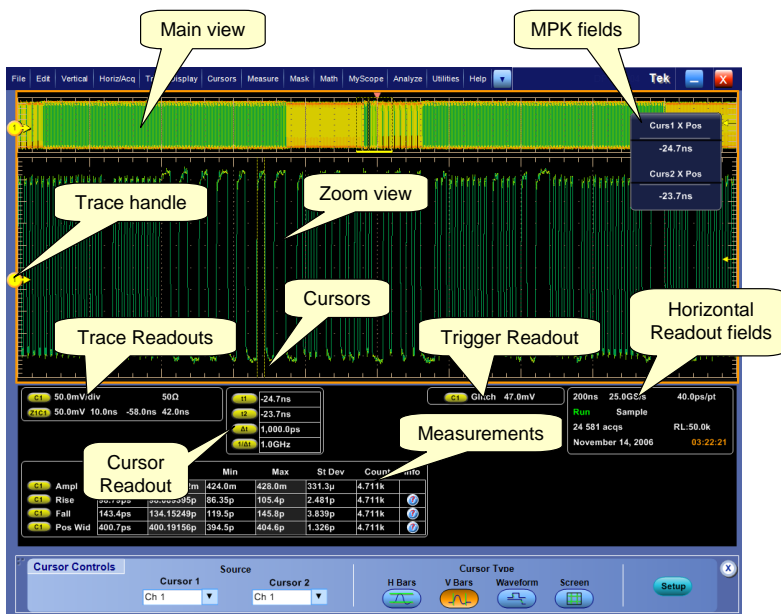 Main view
MPK fields
File Edit Vertical Horiz/Acq Display Cursors Measure Mask Math MyScope Analyze Utilities Help Tek X
Curs1 X Pos
-24.7ns
Curs2 X Pos
-23.7ns
1
Zoom view
Trace handle
Cursors
Trace Readouts
Trigger Readout
Horizontal
Readout fields
C1 50.0mV/div 50Ω
Z1C1 50.0mV 10.0ns -58.0ns 42.0ns
t1 -24.7ns
t2 -23.7ns
Δt 1,000.0ps
1/Δt 1.0GHz
C1 Glitch 47.0mV
200ns 25.0GS/s 40.0ps/pt
Run Sample
24 581 acqs RL:50.0k
November 14, 2006 03:22:21
Cursor
Readout
Measurements
Min Max St Dev Count Info
C1 Ampl 424.0m 428.0m 331.3µ 4.711k
C1 Rise 86.35p 105.4p 2.481p 4.711k
C1 Fall 143.4ps 134.15249p 119.5p 145.8p 3.839p 4.711k
C1 Pos Wid 400.7ps 400.19156p 394.5p 404.6p 1.326p 4.711k
Cursor Controls
Source
Cursor 1 Cursor 2
Ch 1 Ch 1
Cursor Type
H Bars V Bars Waveform Screen
Setup
X